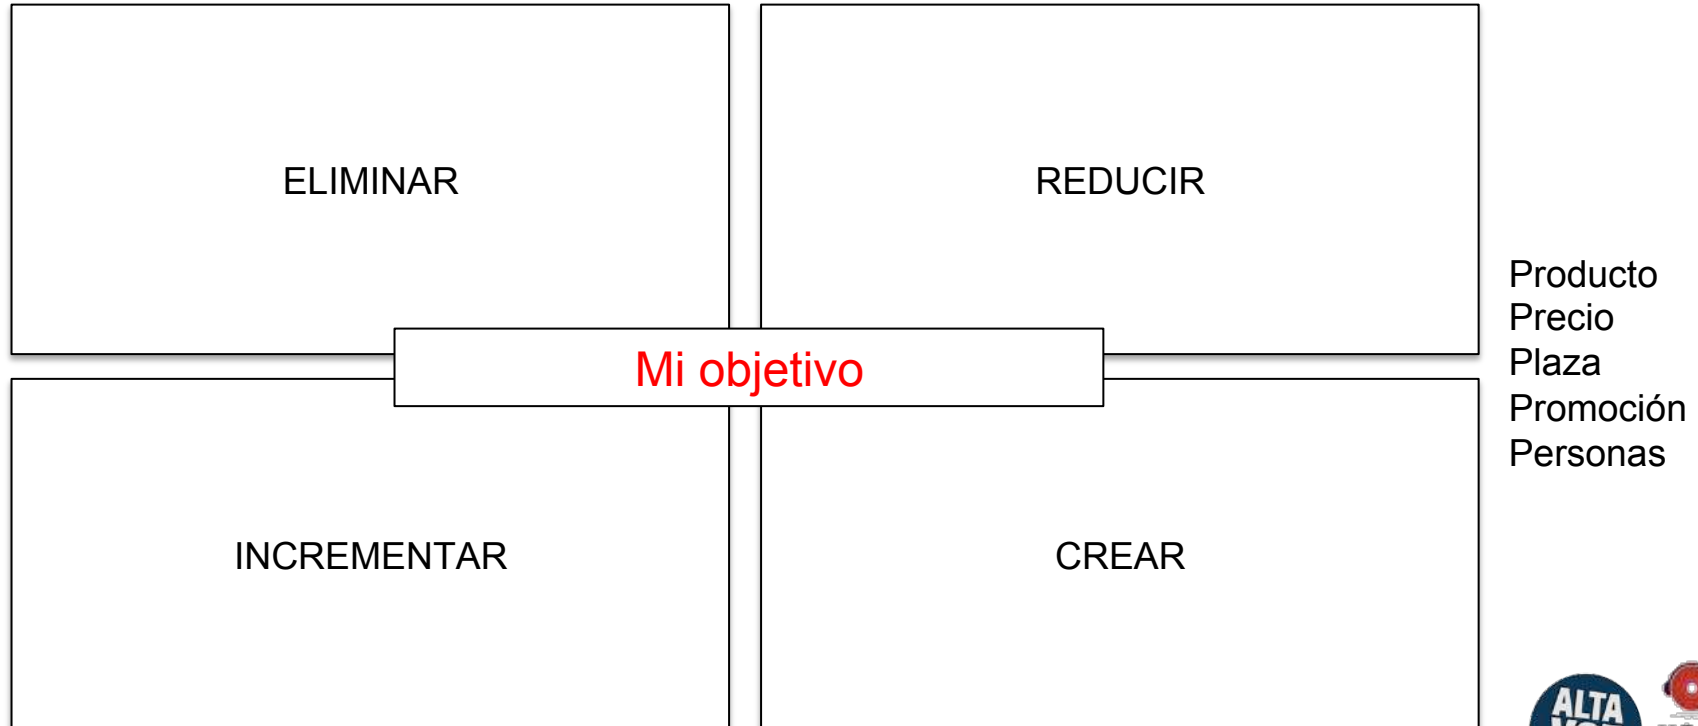 ELIMINAR
REDUCIR
Mi objetivo
INCREMENTAR
CREAR
Producto
Precio
Plaza
Promoción
Personas
ALTA